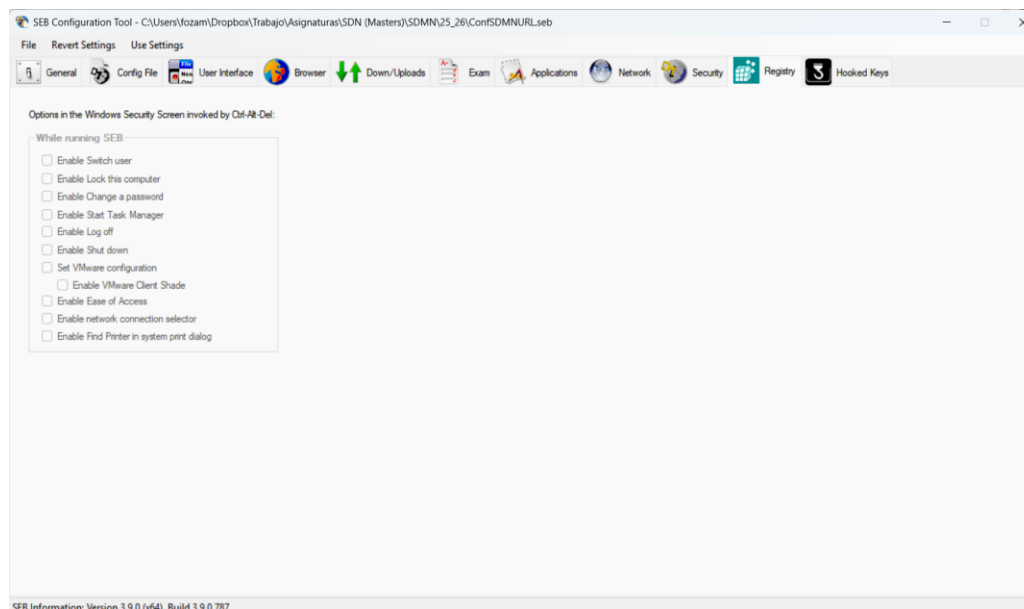 SEB Configuration Tool - C:\Users\fozam\Dropbox\Trabajo\Asignaturas\SDN (Masters)\SDMN\25_26\ConfSDMNURL.seb
File Revert Settings Use Settings
General Config File User Interface Browser Down/Uploads Exam Applications Network Security Registry Hooked Keys
Options in the Windows Security Screen invoked by Ctrl-Alt-Del:
While running SEB
Enable Switch user
Enable Lock this computer
Enable Change a password
Enable Start Task Manager
Enable Log off
Enable Shut down
Set VMware configuration
Enable VMware Client Shade
Enable Ease of Access
Enable network connection selector
Enable Find Printer in system print dialog
SEB Information: Version 3.9.0 (x64), Build 3.9.0.787